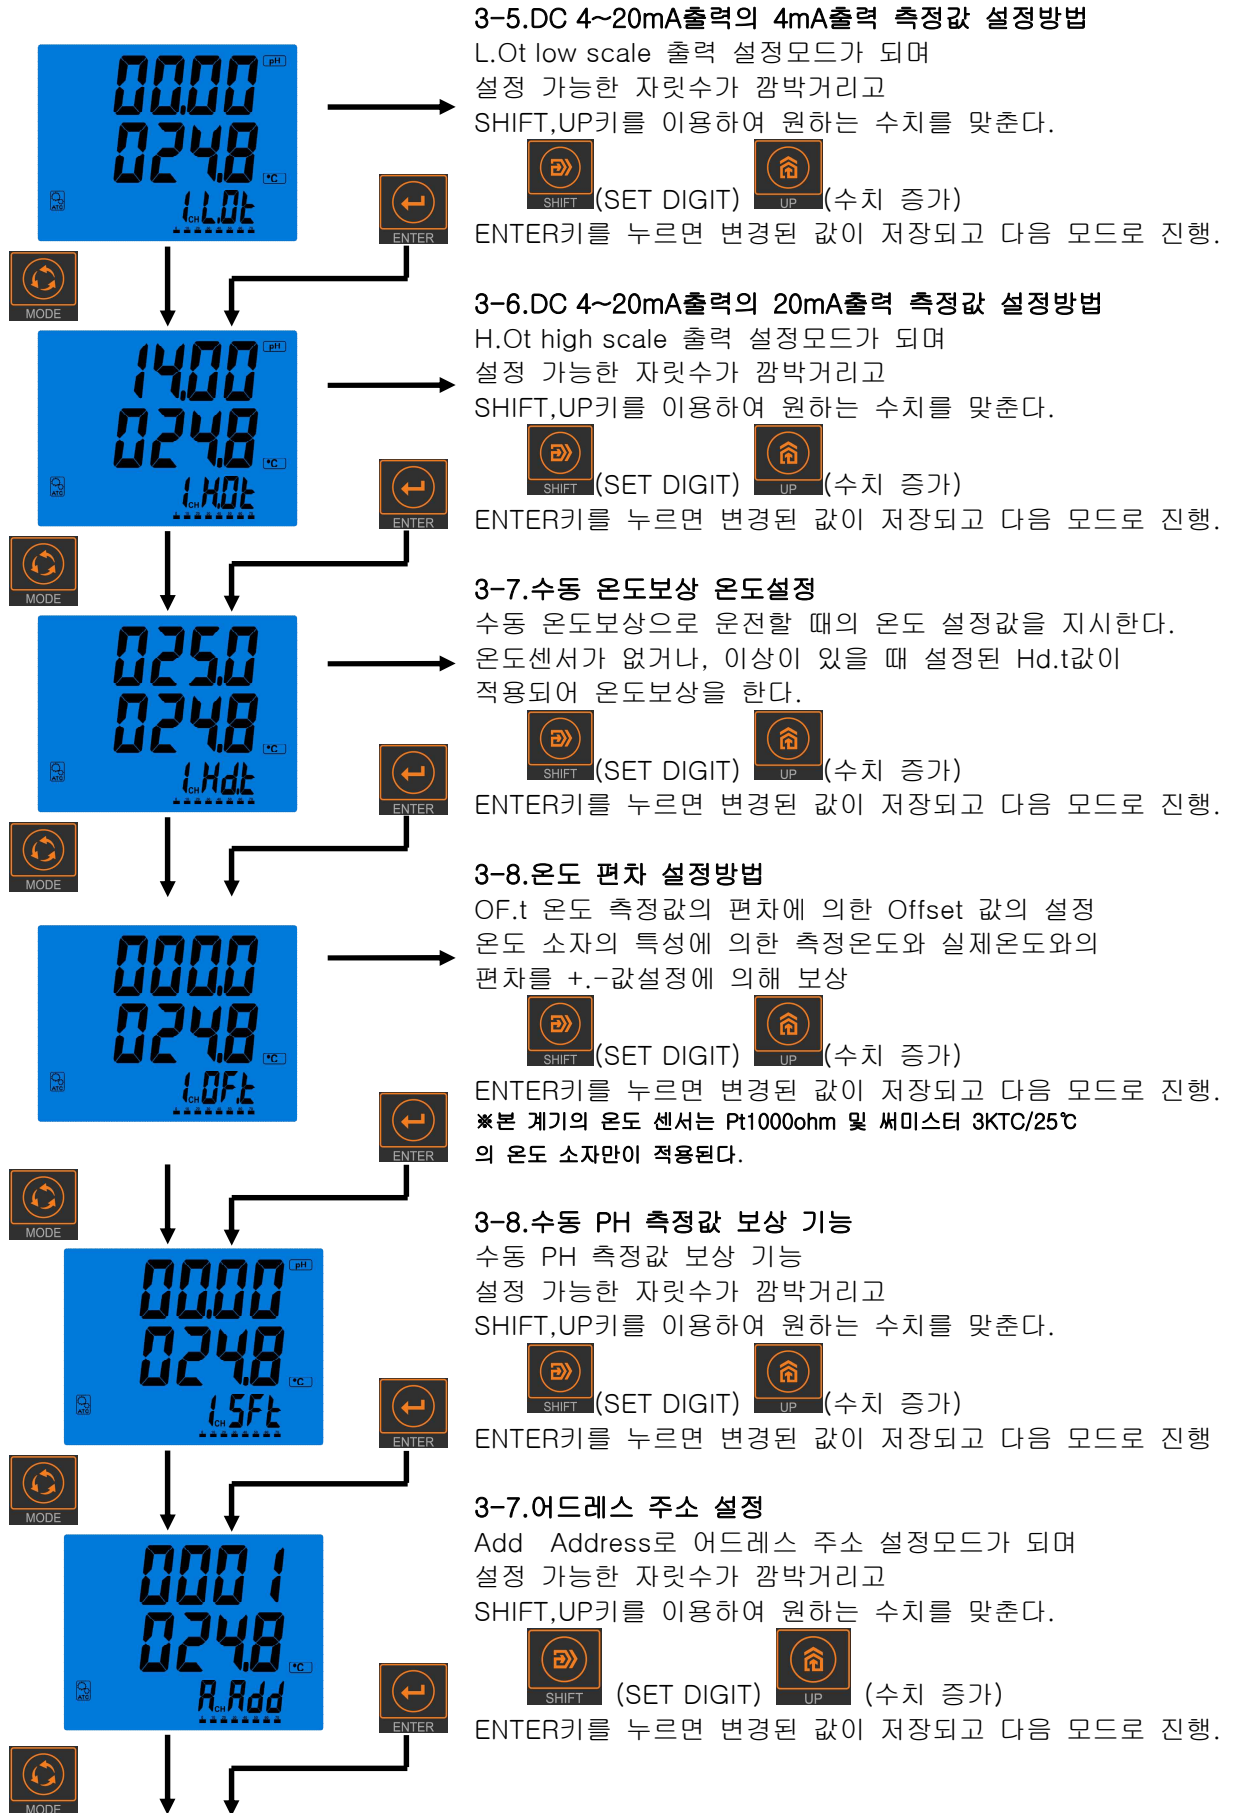 3-5.DC 4~20mA출력의 4mA출력 측정값 설정방법
L.Ot low scale 출력 설정모드가 되며
설정 가능한 자릿수가 깜박거리고
SHIFT,UP키를 이용하여 원하는 수치를 맞춘다.
SHIFT (SET DIGIT) UP (수치 증가)
ENTER키를 누르면 변경된 값이 저장되고 다음 모드로 진행.
00.00 pH
024.8 °C
ATC 1.CH L.Ot
ENTER
MODE
3-6.DC 4~20mA출력의 20mA출력 측정값 설정방법
H.Ot high scale 출력 설정모드가 되며
설정 가능한 자릿수가 깜박거리고
SHIFT,UP키를 이용하여 원하는 수치를 맞춘다.
SHIFT (SET DIGIT) UP (수치 증가)
ENTER키를 누르면 변경된 값이 저장되고 다음 모드로 진행.
14.00 pH
024.8 °C
ATC 1.CH H.Ot
ENTER
MODE
3-7.수동 온도보상 온도설정
수동 온도보상으로 운전할 때의 온도 설정값을 지시한다.
온도센서가 없거나, 이상이 있을 때 설정된 Hd.t값이
적용되어 온도보상을 한다.
SHIFT (SET DIGIT) UP (수치 증가)
ENTER키를 누르면 변경된 값이 저장되고 다음 모드로 진행.
025.0
024.8 °C
ATC 1.CH Hd.t
ENTER
MODE
3-8.온도 편차 설정방법
OF.t 온도 측정값의 편차에 의한 Offset 값의 설정
온도 소자의 특성에 의한 측정온도와 실제온도와의
편차를 +.-값설정에 의해 보상
SHIFT (SET DIGIT) UP (수치 증가)
ENTER키를 누르면 변경된 값이 저장되고 다음 모드로 진행.
※본 계기의 온도 센서는 Pt1000ohm 및 써미스터 3KTC/25℃
의 온도 소자만이 적용된다.
000.0
024.8 °C
ATC 1.CH OF.t
ENTER
MODE
3-8.수동 PH 측정값 보상 기능
수동 PH 측정값 보상 기능
설정 가능한 자릿수가 깜박거리고
SHIFT,UP키를 이용하여 원하는 수치를 맞춘다.
SHIFT (SET DIGIT) UP (수치 증가)
ENTER키를 누르면 변경된 값이 저장되고 다음 모드로 진행
00.00 pH
024.8 °C
ATC 1.CH SFt
ENTER
MODE
3-7.어드레스 주소 설정
Add Address로 어드레스 주소 설정모드가 되며
설정 가능한 자릿수가 깜박거리고
SHIFT,UP키를 이용하여 원하는 수치를 맞춘다.
SHIFT (SET DIGIT) UP (수치 증가)
ENTER키를 누르면 변경된 값이 저장되고 다음 모드로 진행.
0001
024.8 °C
ATC A.CH Add
ENTER
MODE